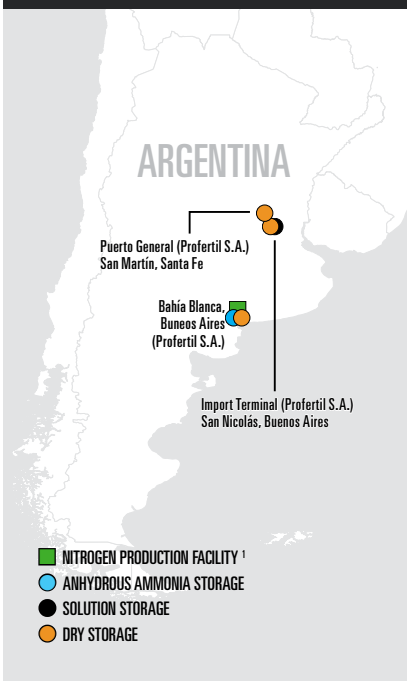 ARGENTINA
Puerto General (Profertil S.A.)
San Martín, Santa Fe
Bahía Blanca,
Buneos Aires
(Profertil S.A.)
Import Terminal (Profertil S.A.)
San Nicolás, Buenos Aires
NITROGEN PRODUCTION FACILITY ¹
ANHYDROUS AMMONIA STORAGE
SOLUTION STORAGE
DRY STORAGE